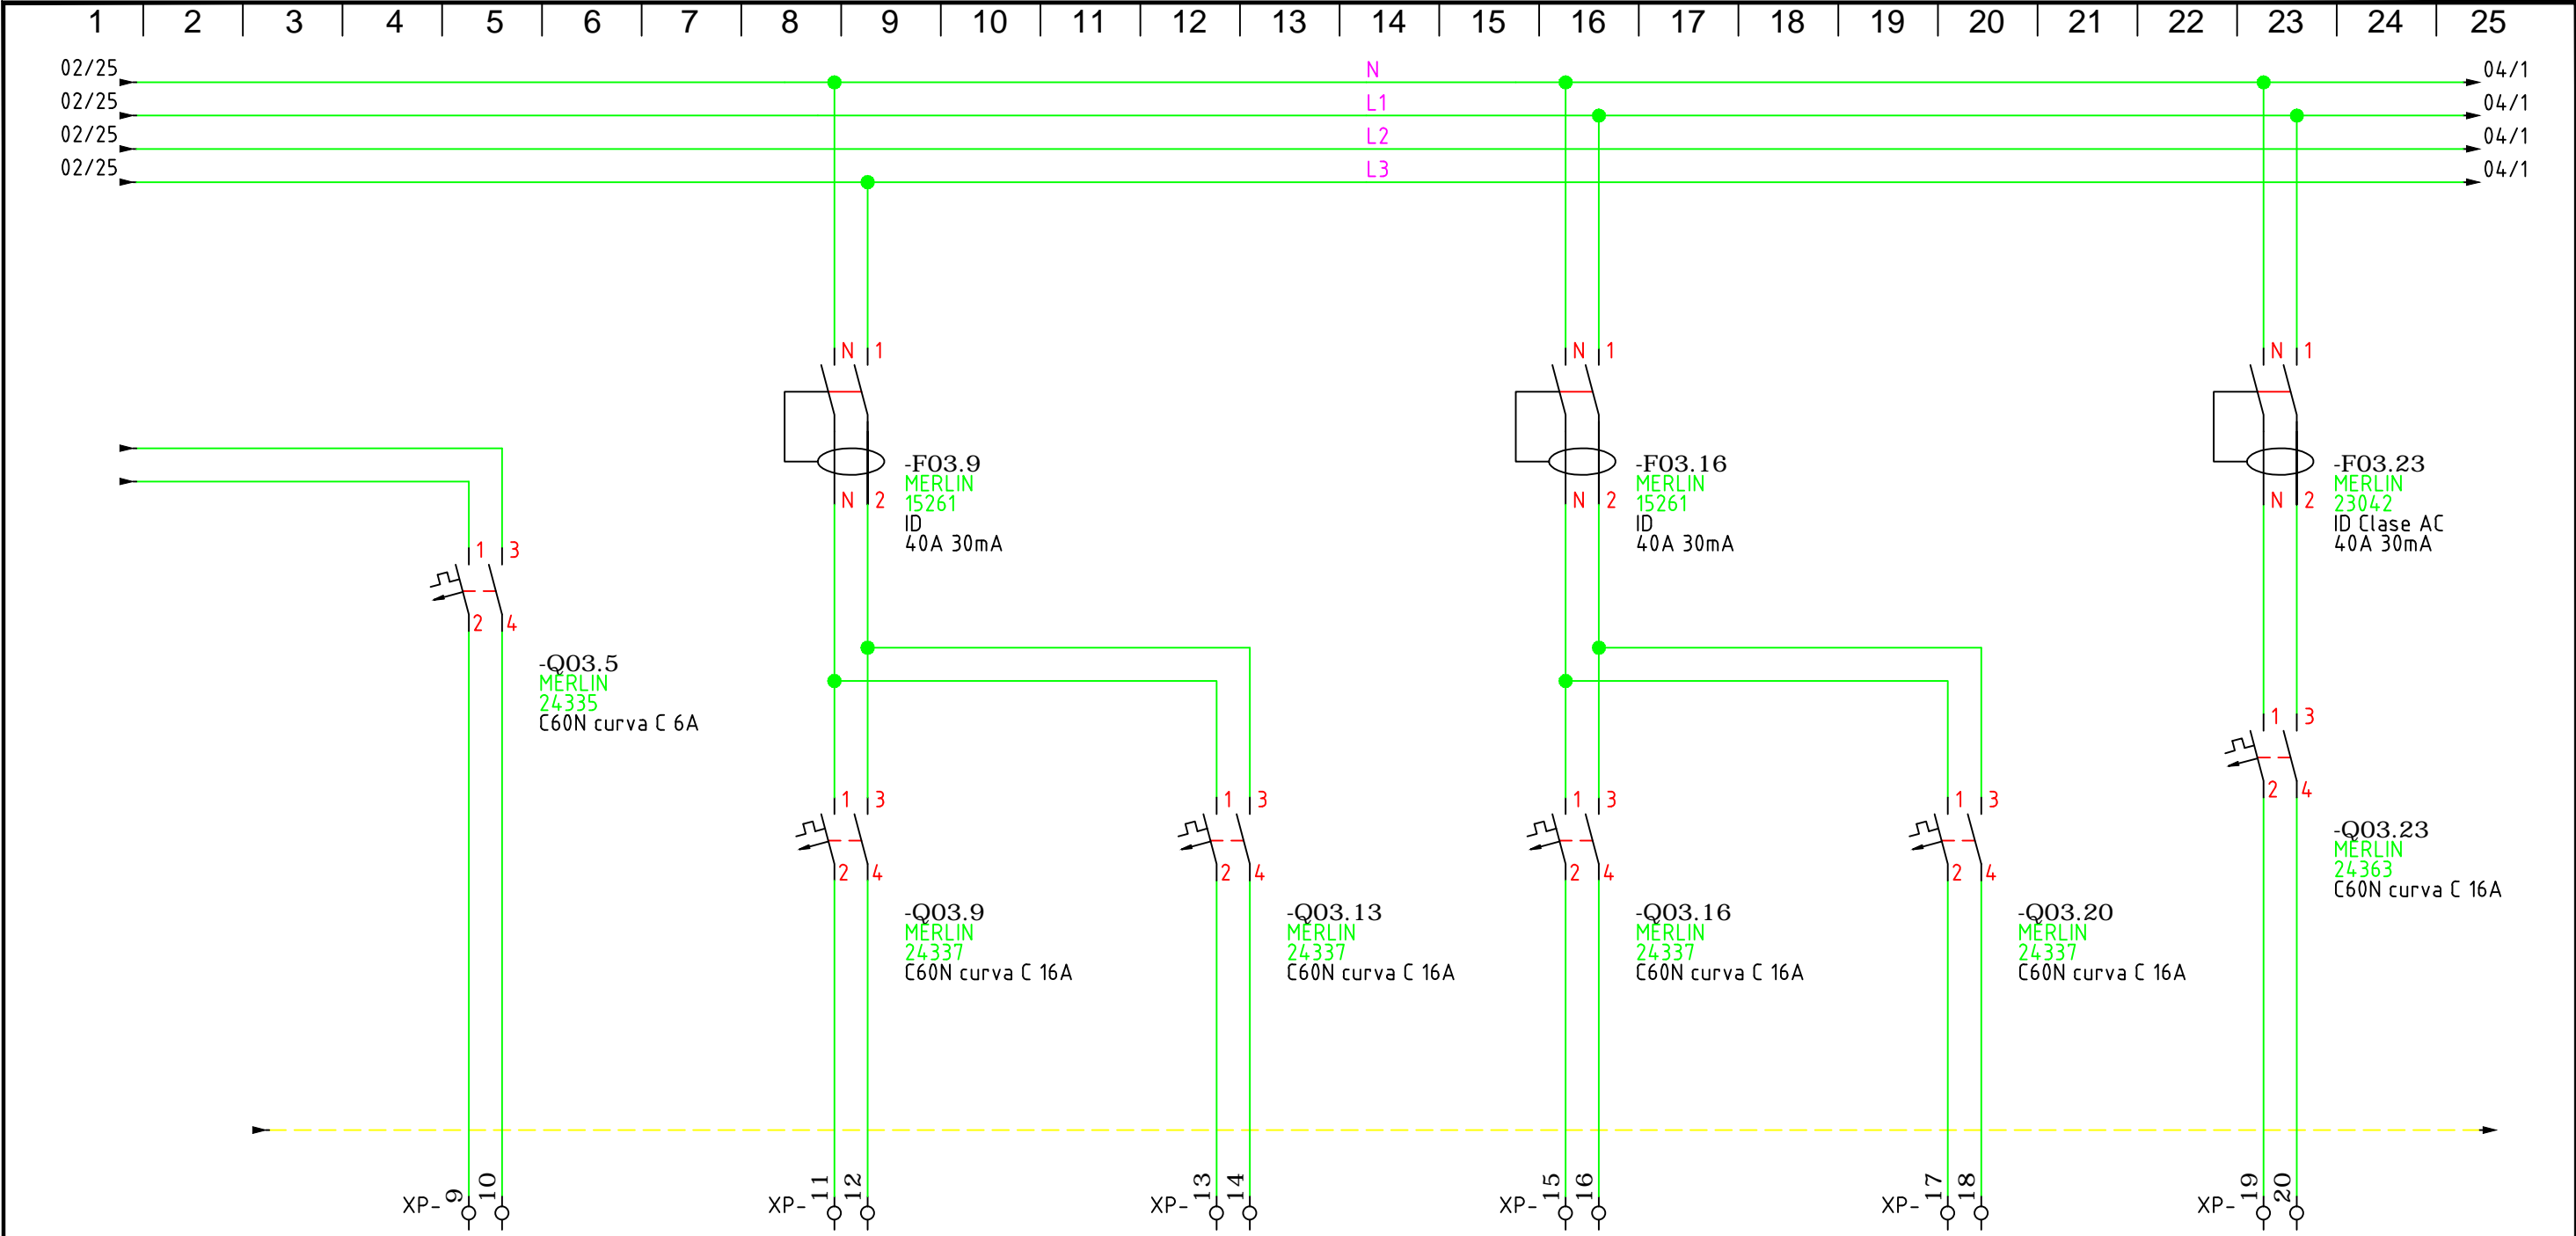 1 2 3 4 5 6 7 8 9 10 11 12 13 14 15 16 17 18 19 20 21 22 23 24 25
02/25 N 04/1
02/25 L1 04/1
02/25 L2 04/1
02/25 L3 04/1
N 1 N 1 N 1
-F03.9
MERLIN
15261
ID
40A 30mA
N 2
-F03.16
MERLIN
15261
ID
40A 30mA
N 2
-F03.23
MERLIN
23042
ID Clase AC
40A 30mA
N 2
1 3
2 4
-Q03.5
MERLIN
24335
C60N curva C 6A
1 3
2 4
-Q03.23
MERLIN
24363
C60N curva C 16A
1 3 1 3 1 3 1 3
2 4 2 4 2 4 2 4
-Q03.9
MERLIN
24337
C60N curva C 16A
-Q03.13
MERLIN
24337
C60N curva C 16A
-Q03.16
MERLIN
24337
C60N curva C 16A
-Q03.20
MERLIN
24337
C60N curva C 16A
XP- 9 10
XP- 11 12
XP- 13 14
XP- 15 16
XP- 17 18
XP- 19 20